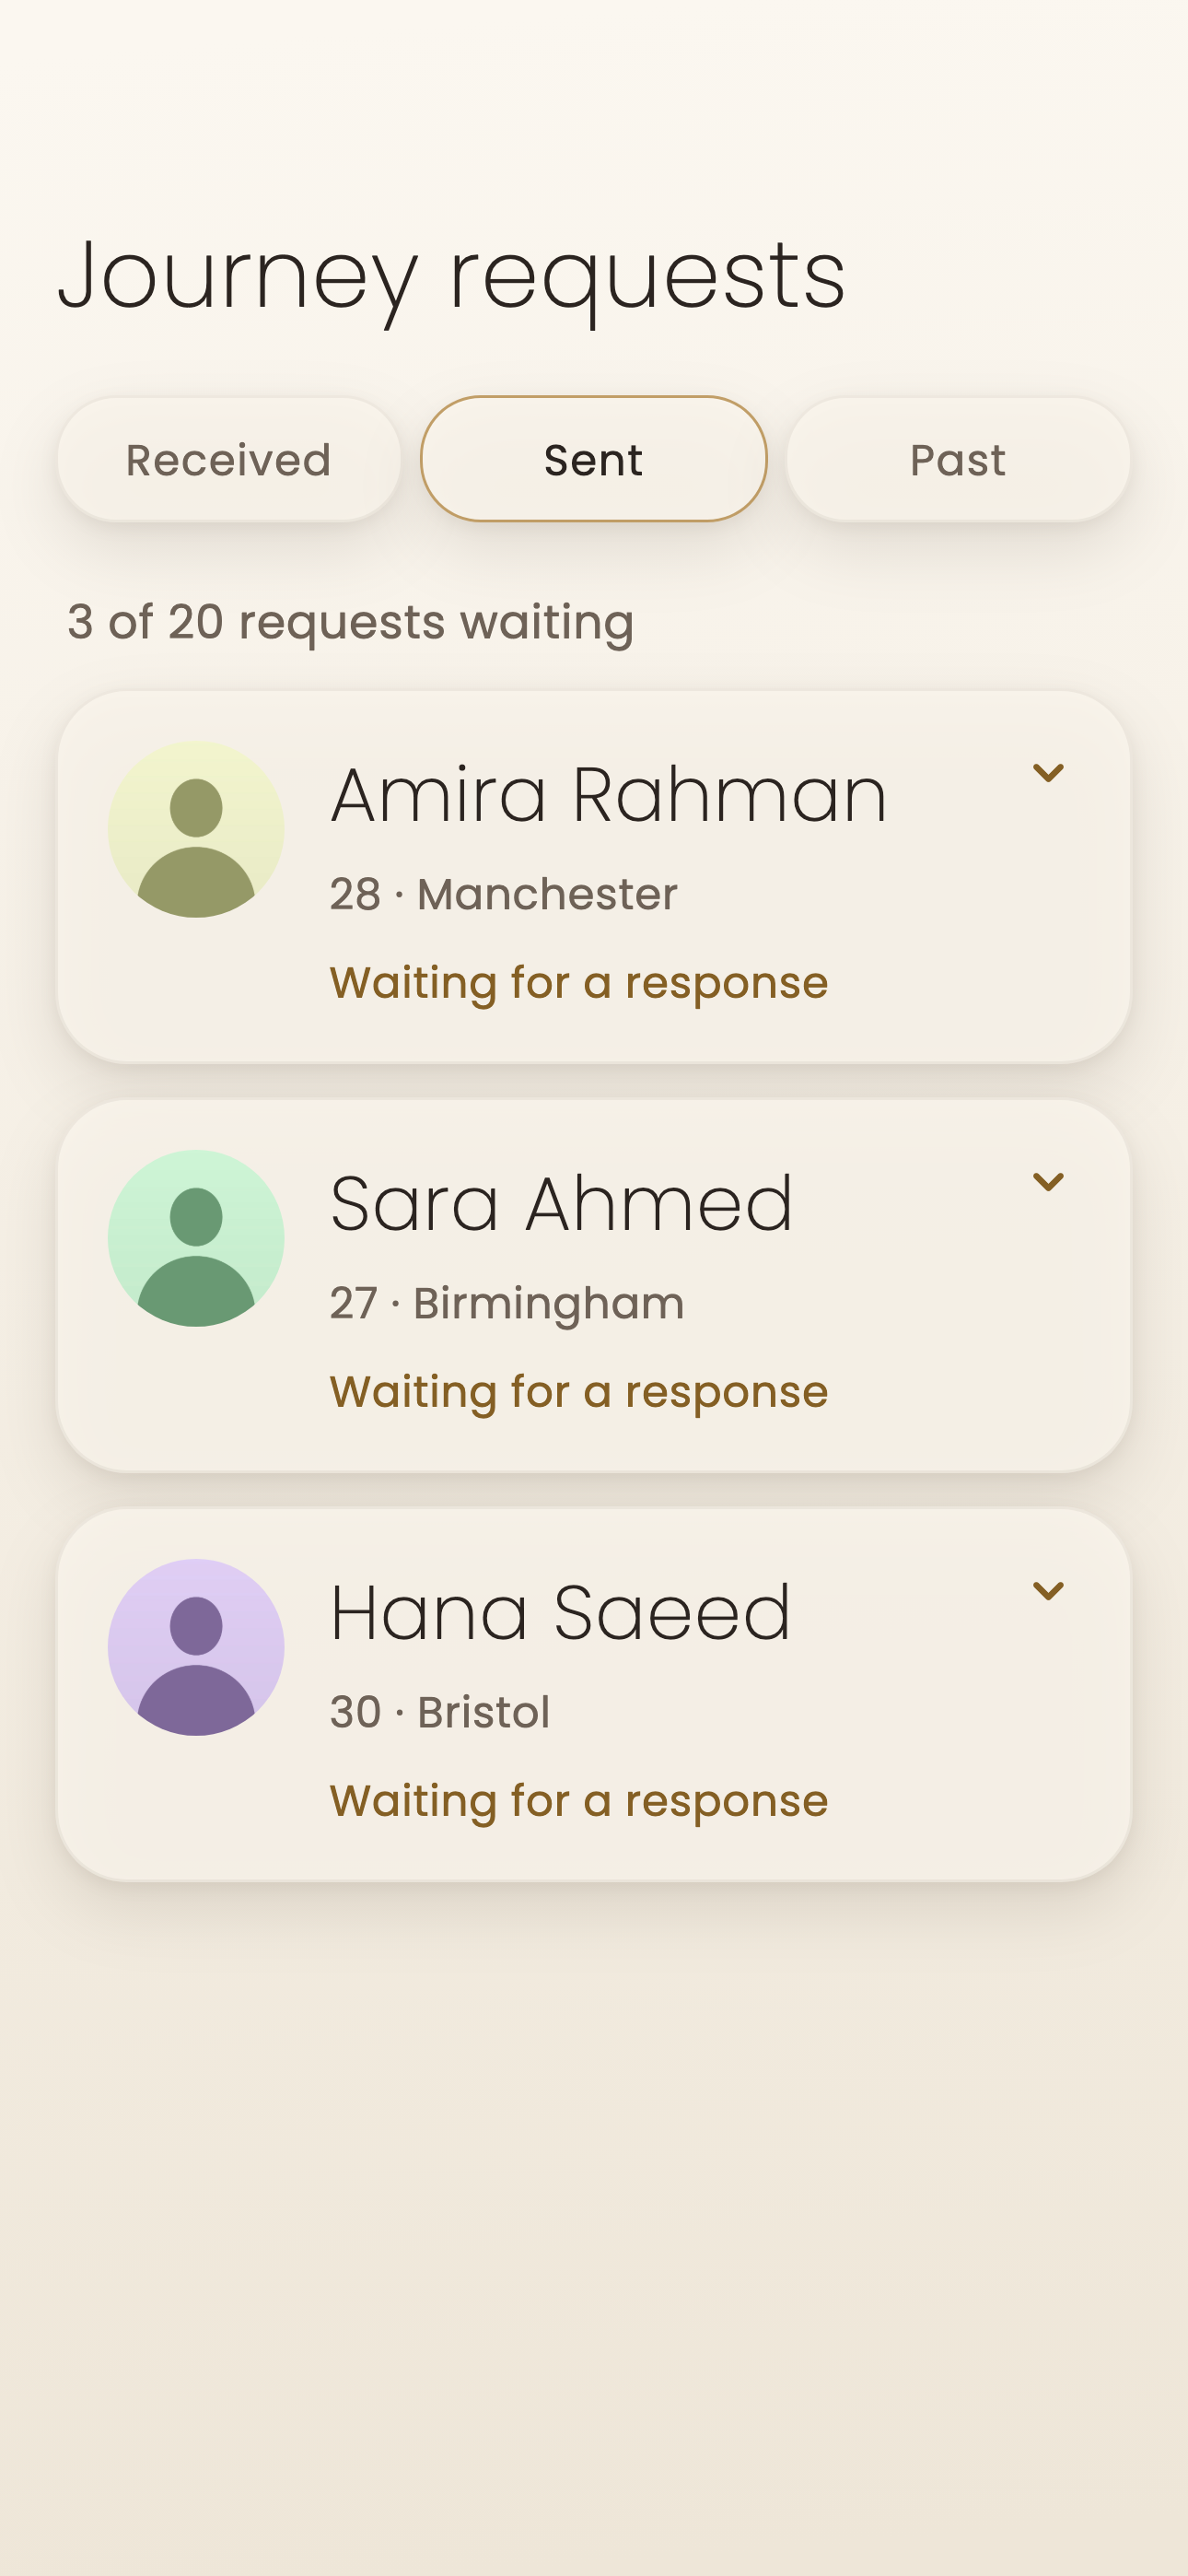 Journey requests
Received
Sent
Past
3 of 20 requests waiting
Amira Rahman
28 · Manchester
Waiting for a response
Sara Ahmed
27 · Birmingham
Waiting for a response
Hana Saeed
30 · Bristol
Waiting for a response